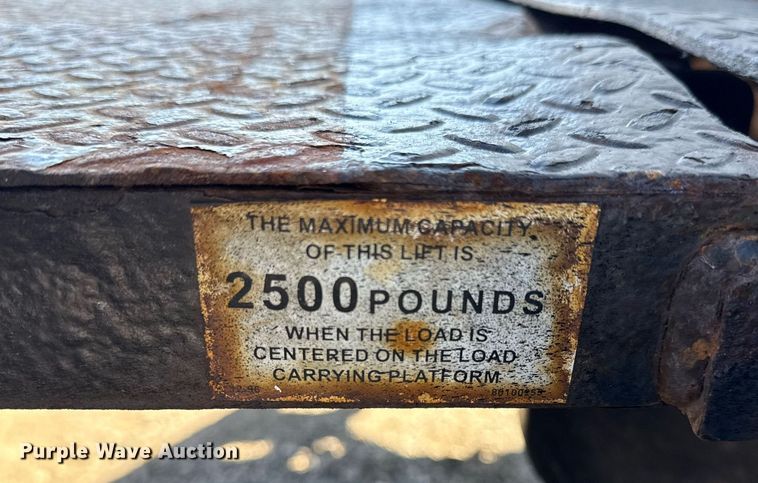 THE MAXIMUM CAPACITY
OF THIS LIFT IS
2500 POUNDS
WHEN THE LOAD IS
CENTERED ON THE LOAD
CARRYING PLATFORM
Purple Wave Auction